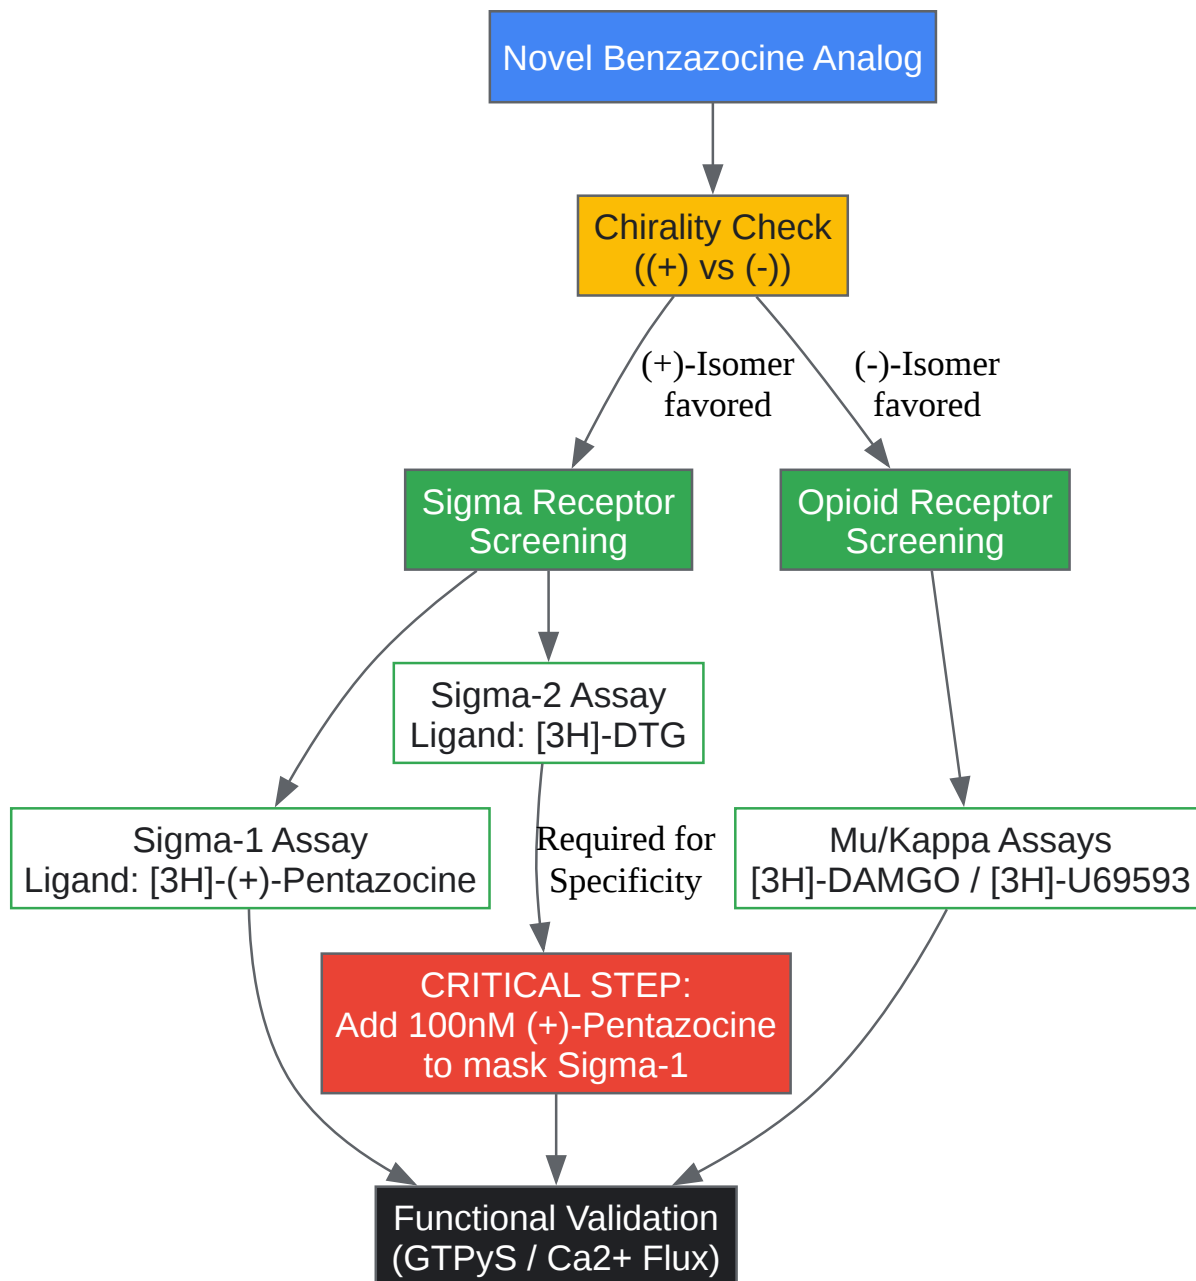 Novel Benzazocine Analog
Chirality Check
((+) vs (-))
(+)-Isomer
favored
(-)-Isomer
favored
Sigma Receptor
Screening
Opioid Receptor
Screening
Sigma-2 Assay
Ligand: [3H]-DTG
Sigma-1 Assay
Ligand: [3H]-(+)-Pentazocine
Required for
Specificity
Mu/Kappa Assays
[3H]-DAMGO / [3H]-U69593
CRITICAL STEP:
Add 100nM (+)-Pentazocine
to mask Sigma-1
Functional Validation
(GTPyS / Ca2+ Flux)